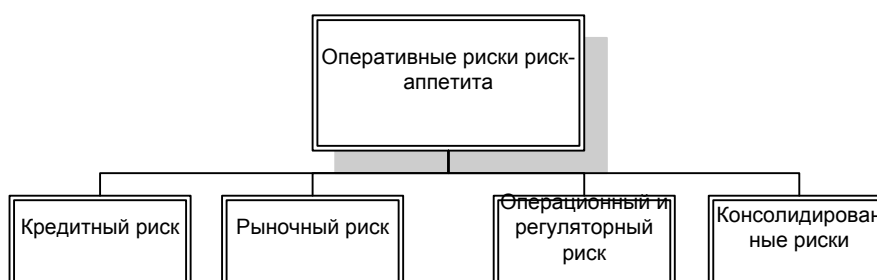 Оперативные риски риск-
аппетита
Кредитный риск
Рыночный риск
Операционный и
регуляторный
риск
Консолидирован
ные риски